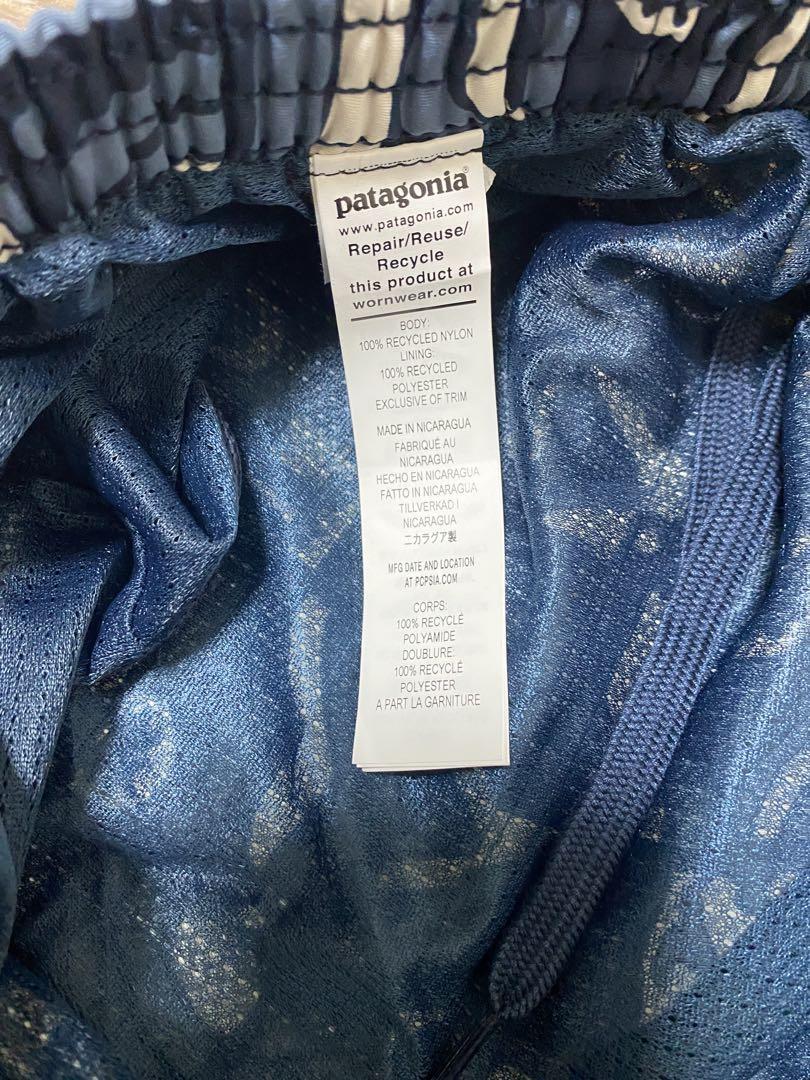 patagonia®
www.patagonia.com
Repair/Reuse/
Recycle
this product at
wornwear.com
BODY:
100% RECYCLED NYLON
LINING:
100% RECYCLED
POLYESTER
EXCLUSIVE OF TRIM
MADE IN NICARAGUA
FABRIQUÉ AU
NICARAGUA
HECHO EN NICARAGUA
FATTO IN NICARAGUA
TILLVERKAD I
NICARAGUA
ニカラグア製
MFG DATE AND LOCATION
AT PCPSIA.COM
CORPS:
100% RECYCLÉ
POLYAMIDE
DOUBLURE:
100% RECYCLÉ
POLYESTER
A PART LA GARNITURE